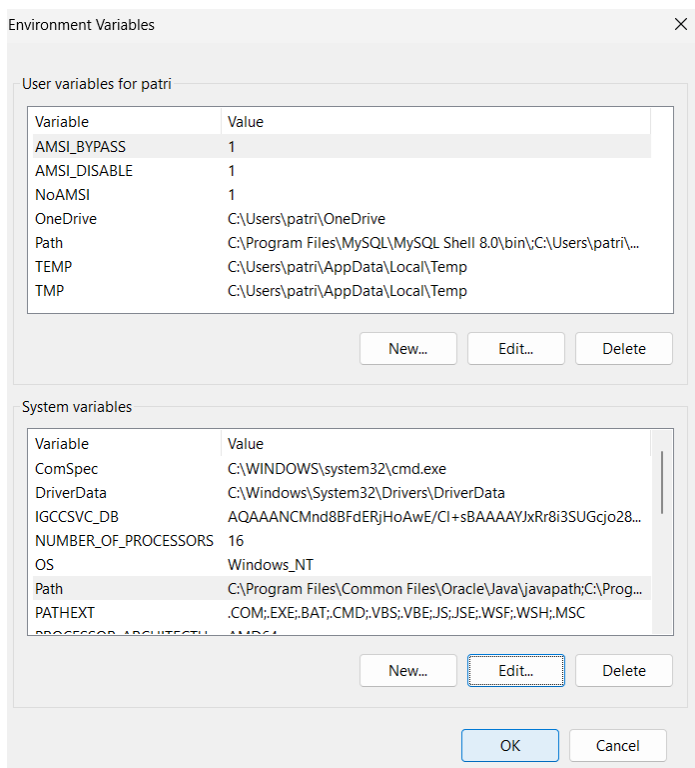 Environment Variables
User variables for patri
Variable Value
AMSI_BYPASS 1
AMSI_DISABLE 1
NoAMSI 1
OneDrive C:\Users\patri\OneDrive
Path C:\Program Files\MySQL\MySQL Shell 8.0\bin\;C:\Users\patri\...
TEMP C:\Users\patri\AppData\Local\Temp
TMP C:\Users\patri\AppData\Local\Temp
New... Edit... Delete
System variables
Variable Value
ComSpec C:\WINDOWS\system32\cmd.exe
DriverData C:\Windows\System32\Drivers\DriverData
IGCCSVC_DB AQAAANCMnd8BFdERjHoAwE/Cl+sBAAAAYJxRr8i3SUGcjo28...
NUMBER_OF_PROCESSORS 16
OS Windows_NT
Path C:\Program Files\Common Files\Oracle\Java\javapath;C:\Prog...
PATHEXT .COM;.EXE;.BAT;.CMD;.VBS;.VBE;.JS;.JSE;.WSF;.WSH;.MSC
New... Edit... Delete
OK Cancel